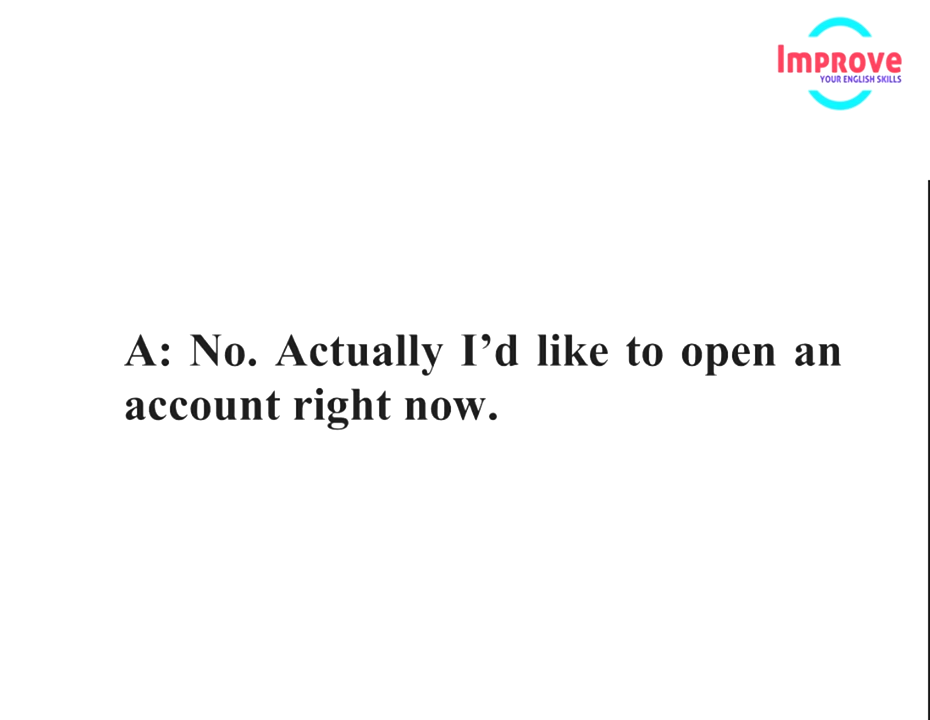 Improve
YOUR ENGLISH SKILLS
A: No. Actually I’d like to open an
account right now.